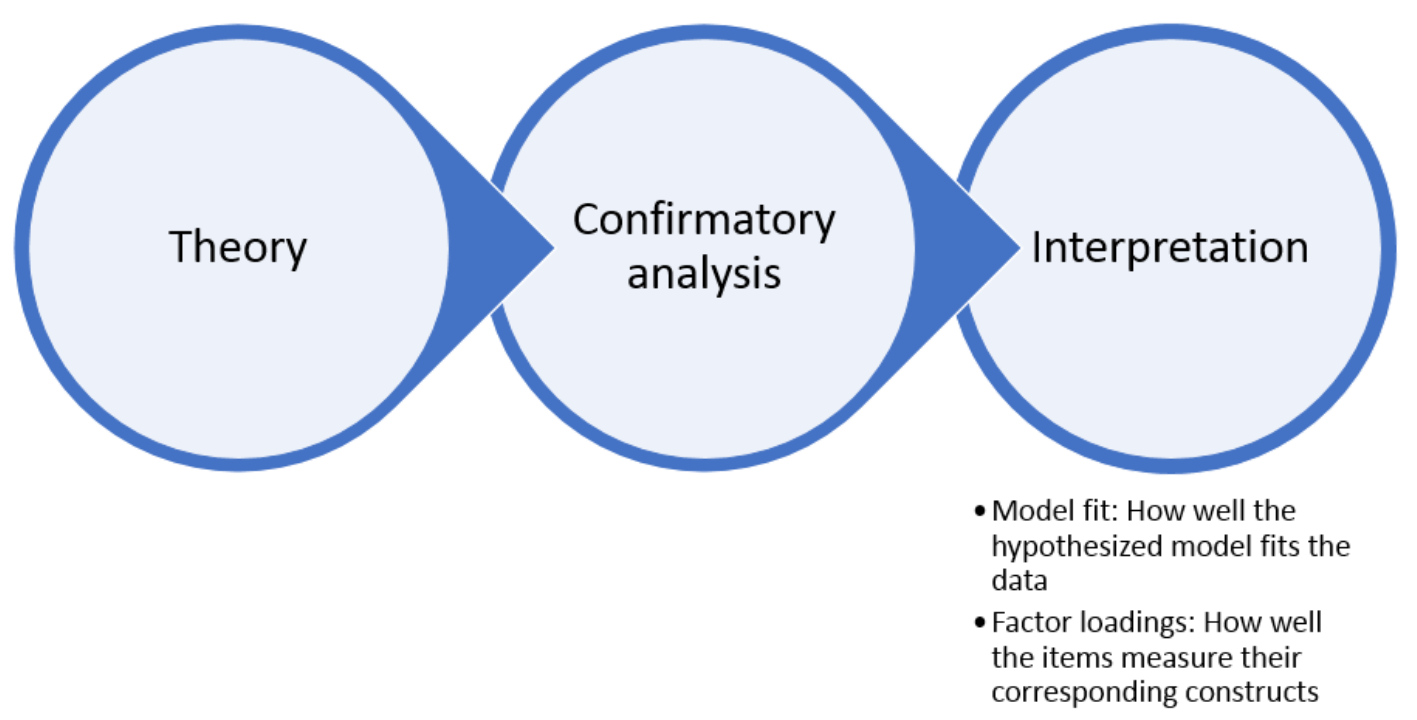 Theory
Confirmatory
analysis
Interpretation
•Model fit: How well the
hypothesized model fits the
data
•Factor loadings: How well
the items measure their
corresponding constructs